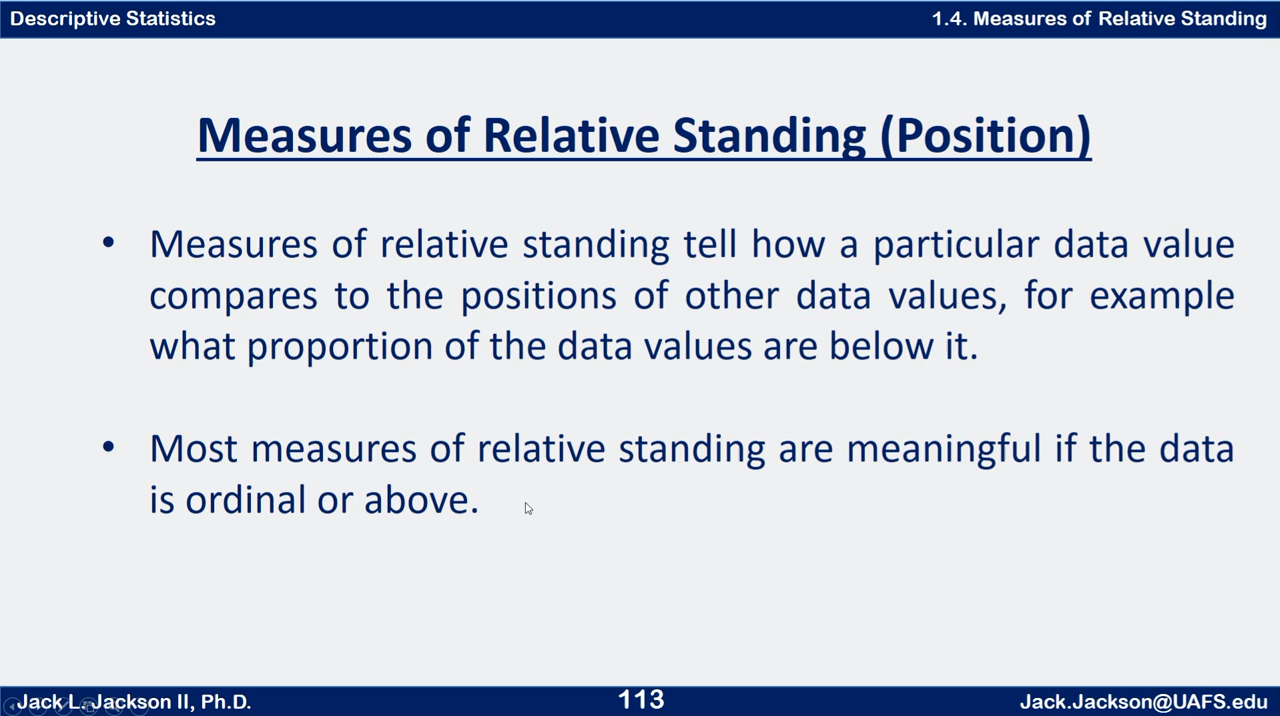 Descriptive Statistics
1.4. Measures of Relative Standing
Measures of Relative Standing (Position)
• Measures of relative standing tell how a particular data value
compares to the positions of other data values, for example
what proportion of the data values are below it.
• Most measures of relative standing are meaningful if the data
is ordinal or above.
Jack L. Jackson II, Ph.D.
113
Jack.Jackson@UAFS.edu